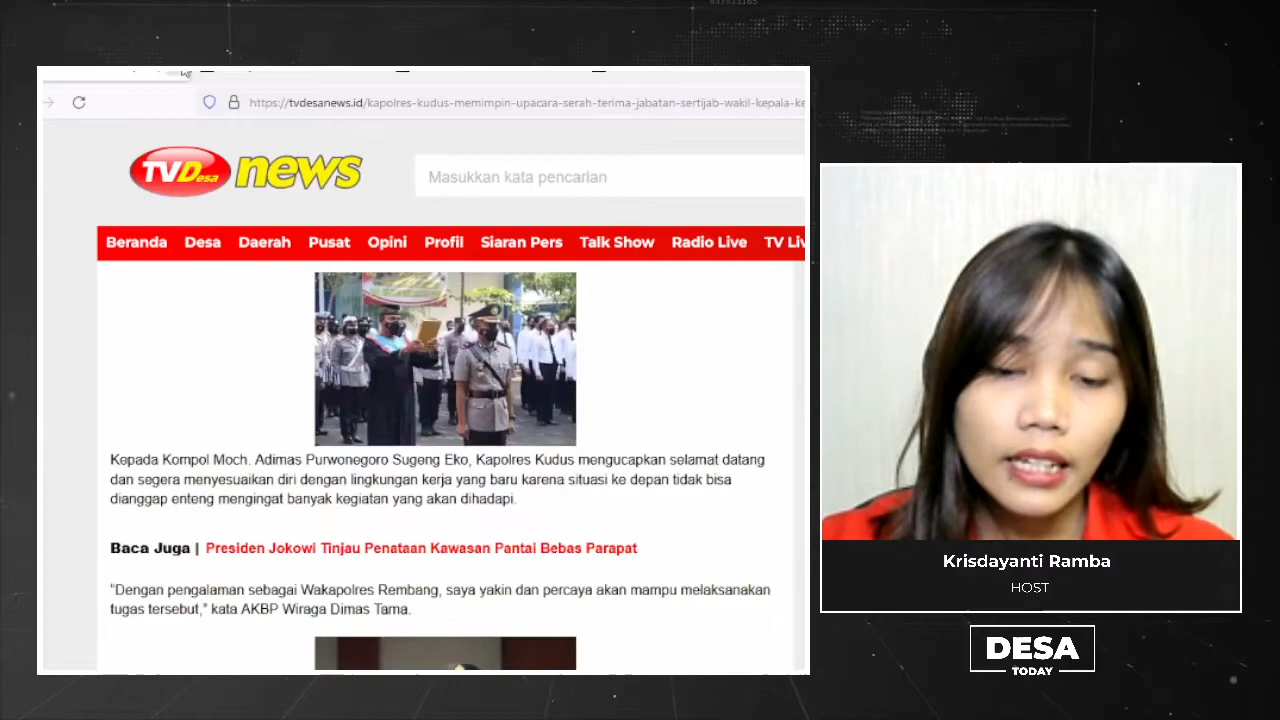 https://tvdesanews.id/kapolres-kudus-memimpin-upacara-serah-terima-jabatan-sertijab-wakil-kepala-ke
TVDesa news
Masukkan kata pencarian
Beranda Desa Daerah Pusat Opini Profil Siaran Pers Talk Show Radio Live TV Liv
Kepada Kompol Moch. Adimas Purwonegoro Sugeng Eko, Kapolres Kudus mengucapkan selamat datang
dan segera menyesuaikan diri dengan lingkungan kerja yang baru karena situasi ke depan tidak bisa
dianggap enteng mengingat banyak kegiatan yang akan dihadapi.
Baca Juga | Presiden Jokowi Tinjau Penataan Kawasan Pantai Bebas Parapat
"Dengan pengalaman sebagai Wakapolres Rembang, saya yakin dan percaya akan mampu melaksanakan
tugas tersebut," kata AKBP Wiraga Dimas Tama.
Krisdayanti Ramba
HOST
DESA
TODAY